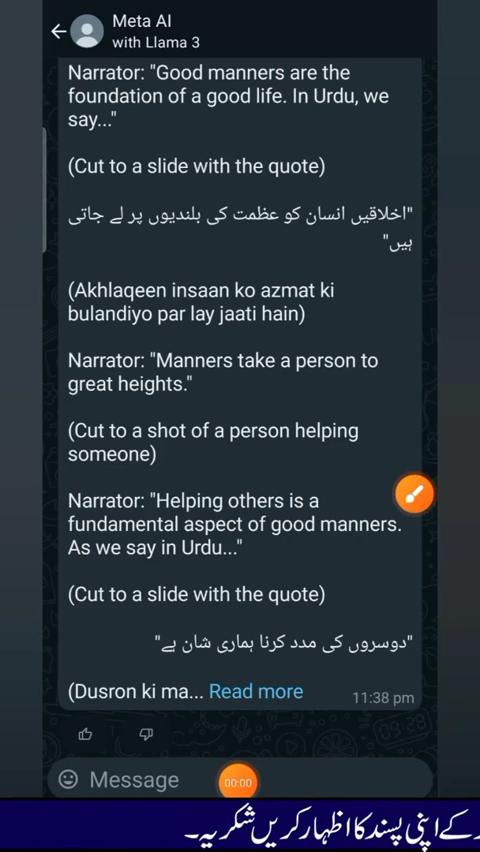 Meta AI
with Llama 3
Narrator: "Good manners are the
foundation of a good life. In Urdu, we
say..."
(Cut to a slide with the quote)
"اخلاقیں انسان کو عظمت کی بلندیوں پر لے جاتی
ہیں"
(Akhlaqeen insaan ko azmat ki
bulandiyo par lay jaati hain)
Narrator: "Manners take a person to
great heights."
(Cut to a shot of a person helping
someone)
Narrator: "Helping others is a
fundamental aspect of good manners.
As we say in Urdu..."
(Cut to a slide with the quote)
"دوسروں کی مدد کرنا ہماری شان ہے"
(Dusron ki ma... Read more
11:38 pm
Message
00:00
کے اپنی پسند کا اظہار کریں شکریہ۔